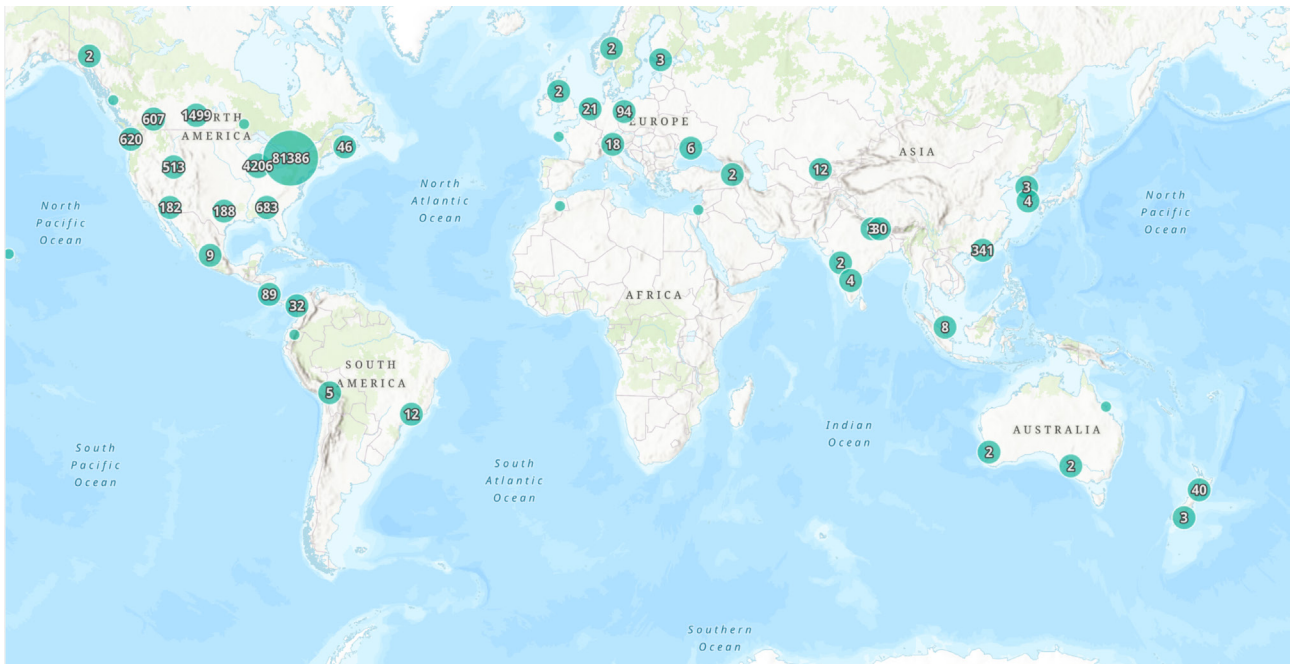 2
2
3
2
21
94
EUROPE
607
1499
NORTH
AMERICA
620
81386
46
18
6
ASIA
4206
513
2
12
North
Atlantic
Ocean
North
Pacific
Ocean
North
Pacific
Ocean
3
4
182
188
683
30
341
9
2
4
89
32
AFRICA
8
SOUTH
AMERICA
5
12
Indian
Ocean
AUSTRALIA
South
Pacific
Ocean
South
Atlantic
Ocean
2
2
40
3
Southern
Ocean